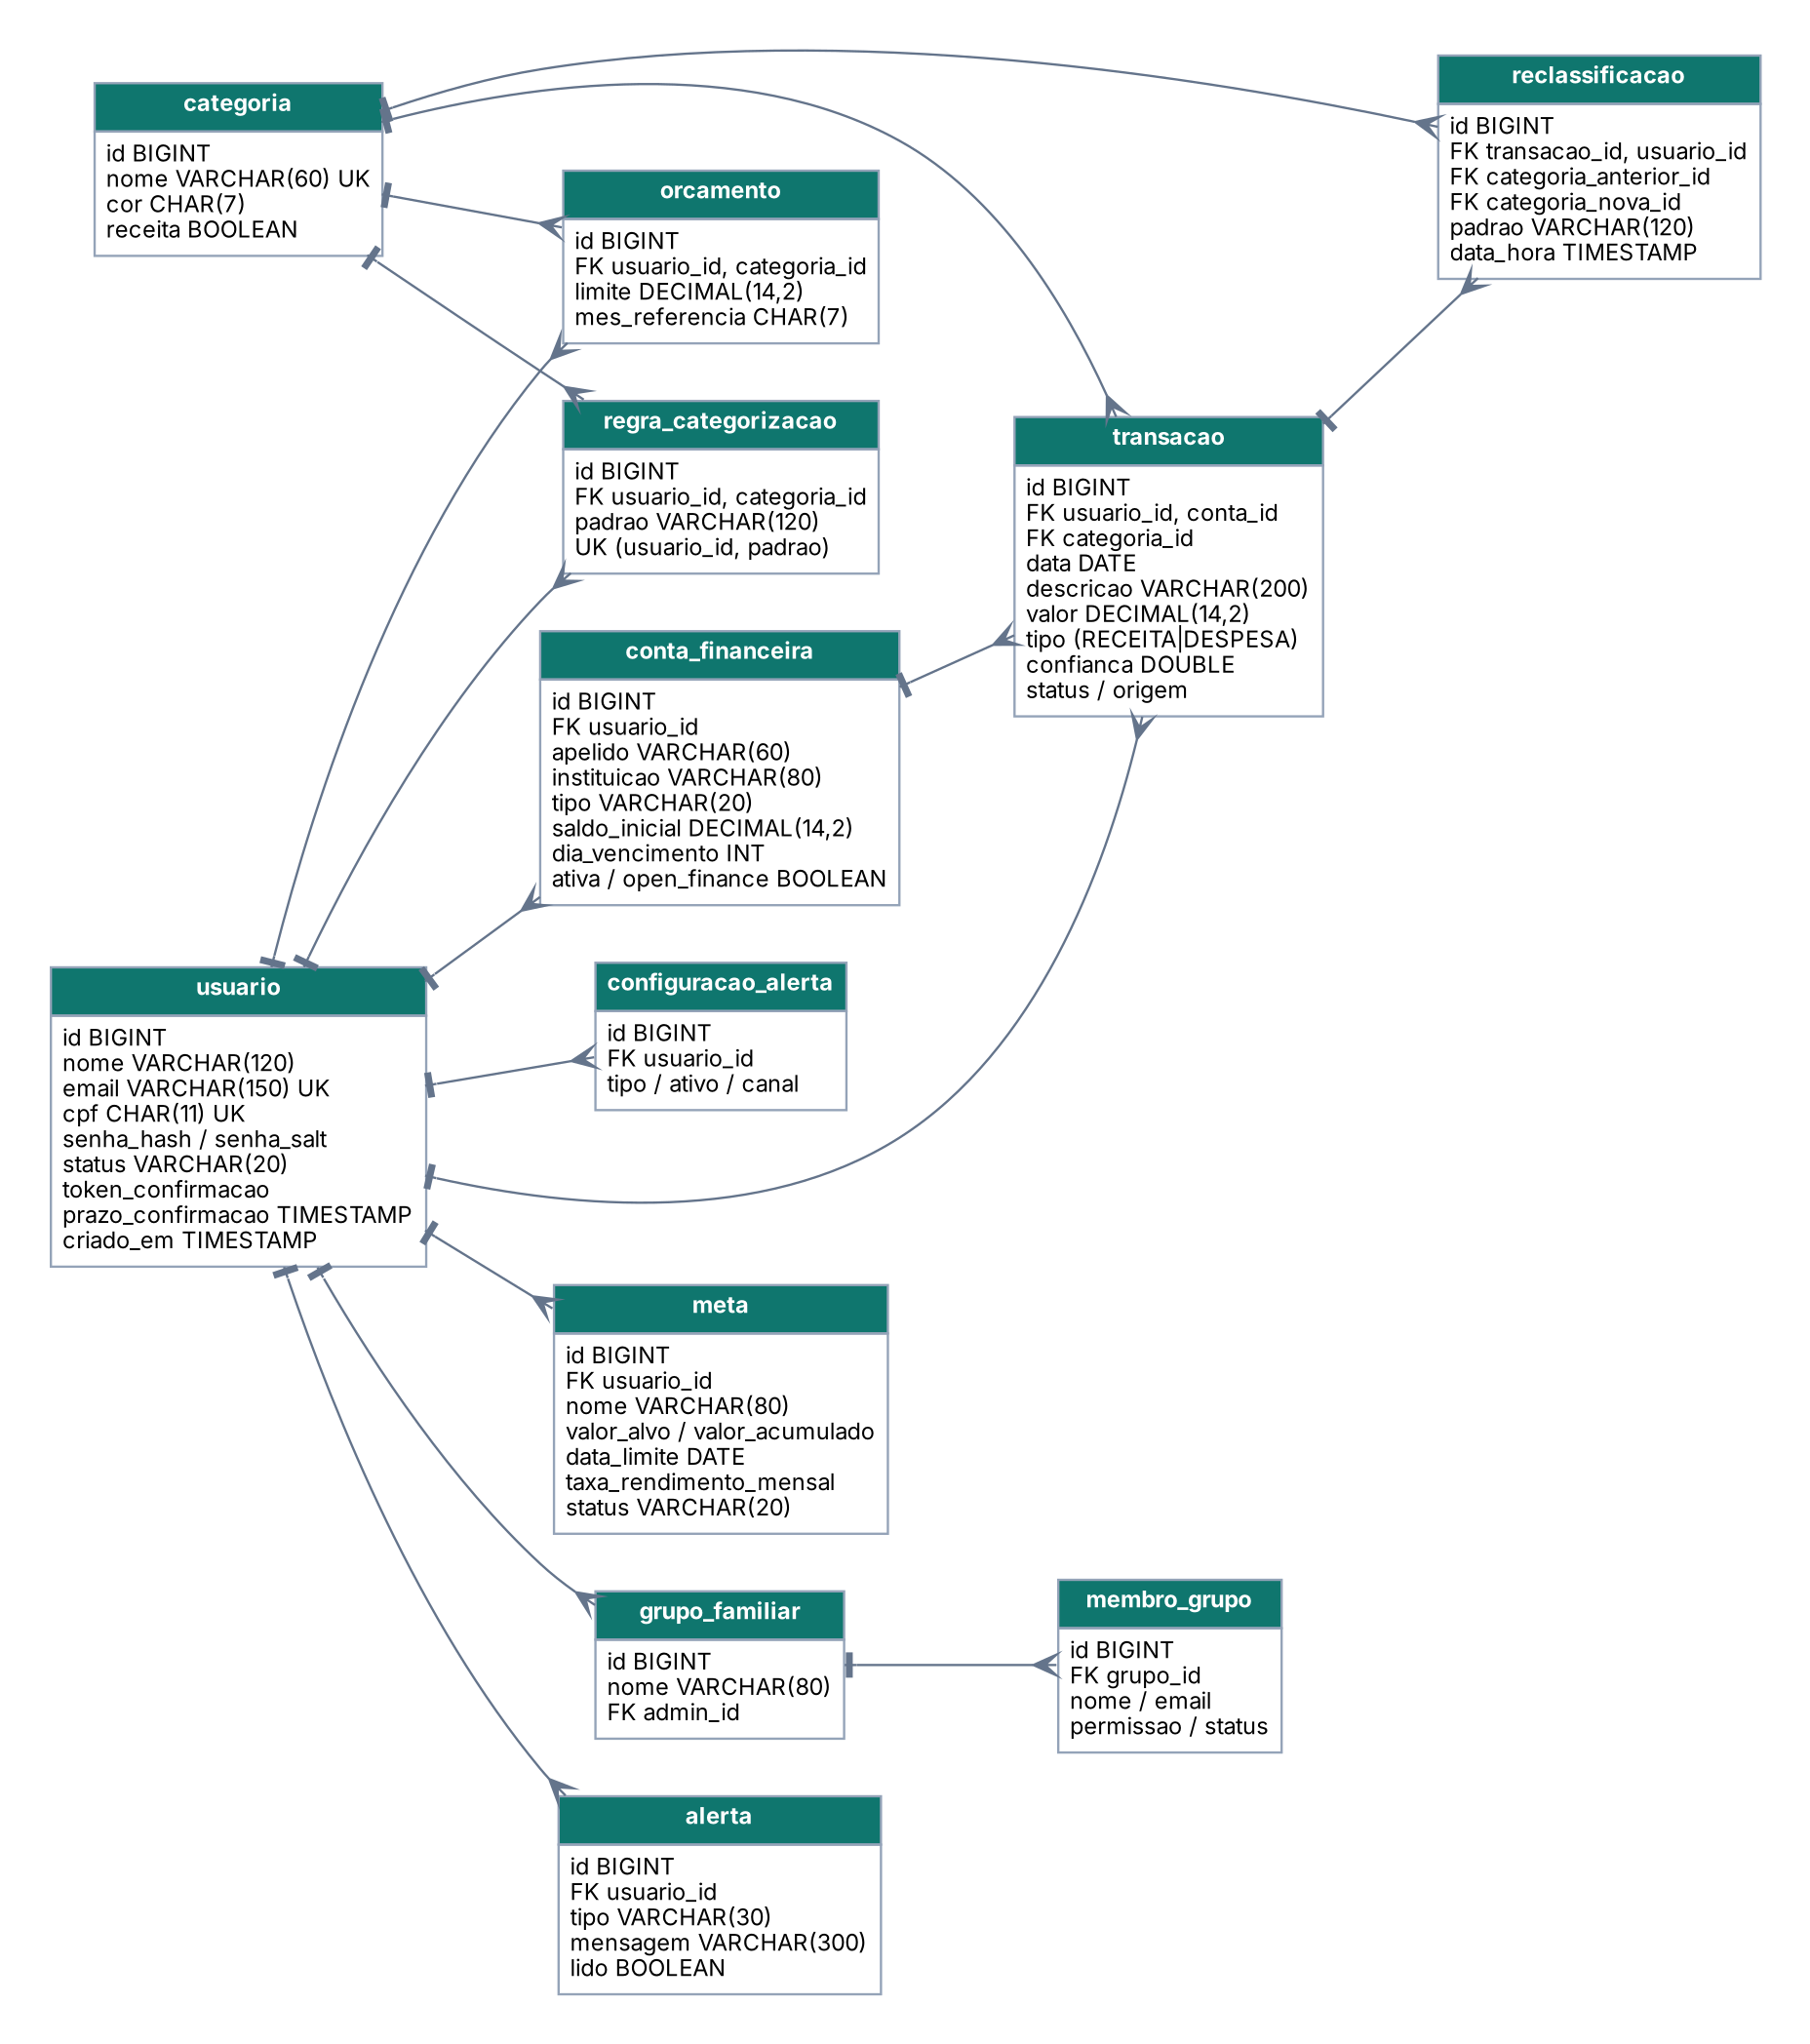 categoria
id BIGINT
nome VARCHAR(60) UK
cor CHAR(7)
receita BOOLEAN
reclassificacao
id BIGINT
FK transacao_id, usuario_id
FK categoria_anterior_id
FK categoria_nova_id
padrao VARCHAR(120)
data_hora TIMESTAMP
orcamento
id BIGINT
FK usuario_id, categoria_id
limite DECIMAL(14,2)
mes_referencia CHAR(7)
regra_categorizacao
id BIGINT
FK usuario_id, categoria_id
padrao VARCHAR(120)
UK (usuario_id, padrao)
transacao
id BIGINT
FK usuario_id, conta_id
FK categoria_id
data DATE
descricao VARCHAR(200)
valor DECIMAL(14,2)
tipo (RECEITA|DESPESA)
confianca DOUBLE
status / origem
conta_financeira
id BIGINT
FK usuario_id
apelido VARCHAR(60)
instituicao VARCHAR(80)
tipo VARCHAR(20)
saldo_inicial DECIMAL(14,2)
dia_vencimento INT
ativa / open_finance BOOLEAN
usuario
id BIGINT
nome VARCHAR(120)
email VARCHAR(150) UK
cpf CHAR(11) UK
senha_hash / senha_salt
status VARCHAR(20)
token_confirmacao
prazo_confirmacao TIMESTAMP
criado_em TIMESTAMP
configuracao_alerta
id BIGINT
FK usuario_id
tipo / ativo / canal
meta
id BIGINT
FK usuario_id
nome VARCHAR(80)
valor_alvo / valor_acumulado
data_limite DATE
taxa_rendimento_mensal
status VARCHAR(20)
grupo_familiar
id BIGINT
nome VARCHAR(80)
FK admin_id
membro_grupo
id BIGINT
FK grupo_id
nome / email
permissao / status
alerta
id BIGINT
FK usuario_id
tipo VARCHAR(30)
mensagem VARCHAR(300)
lido BOOLEAN